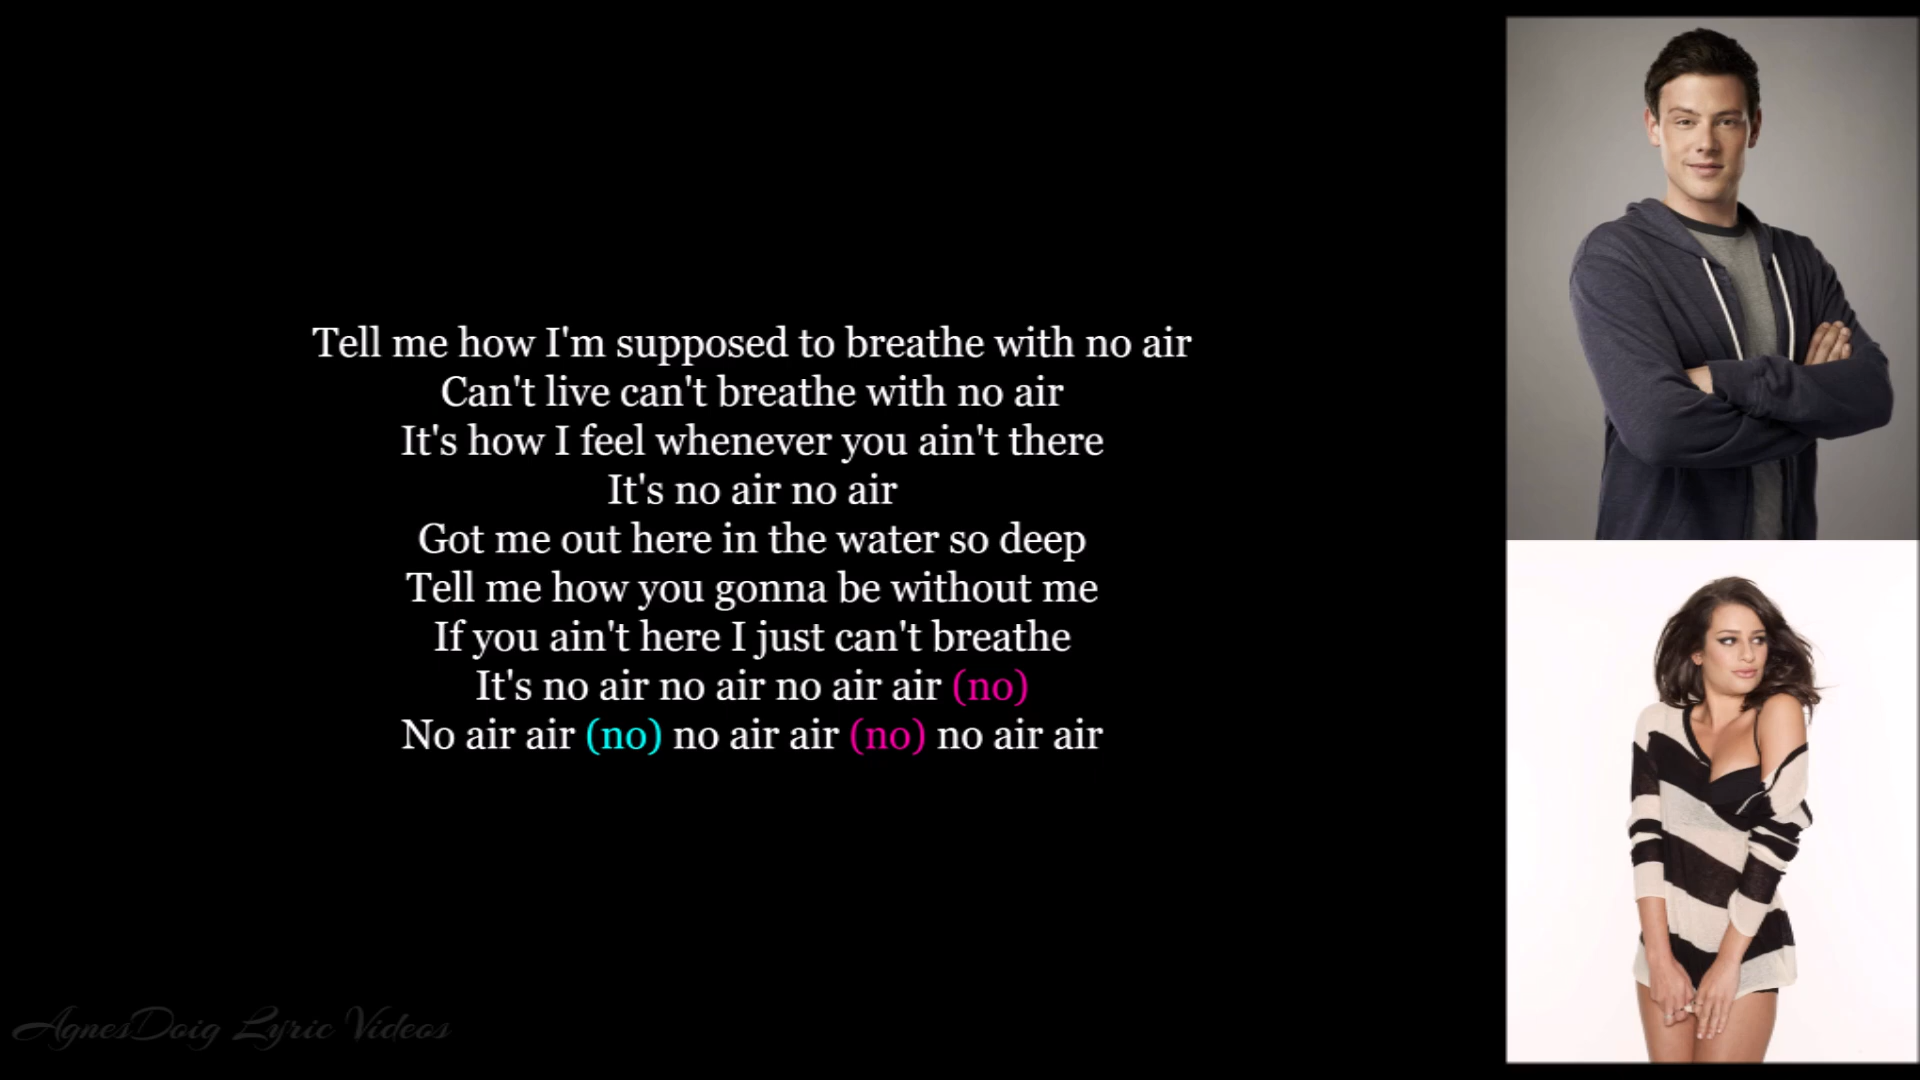 Tell me how I'm supposed to breathe with no air
Can't live can't breathe with no air
It's how I feel whenever you ain't there
It's no air no air
Got me out here in the water so deep
Tell me how you gonna be without me
If you ain't here I just can't breathe
It's no air no air no air air (no)
No air air (no) no air air (no) no air air
AgnesDoig Lyric Videos